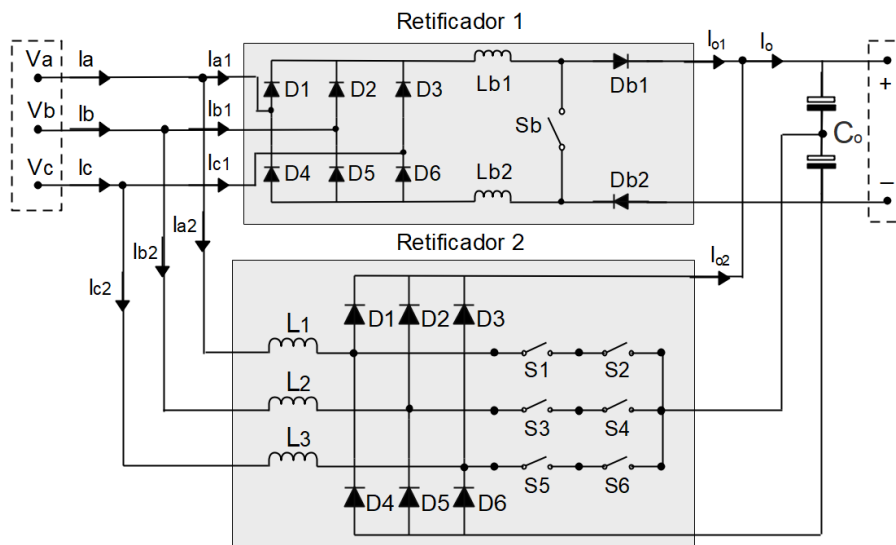 Retificador 1
Va Ia Ia1
D1 D2 D3
Lb1
Db1
Io1 Io
+
Vb Ib Ib1
Sb
Co
Vc Ic Ic1
D4 D5 D6
Lb2
Db2
−
Ia2
Ib2
Ic2
Retificador 2
Io2
D1 D2 D3
L1
S1 S2
L2
S3 S4
L3
S5 S6
D4 D5 D6